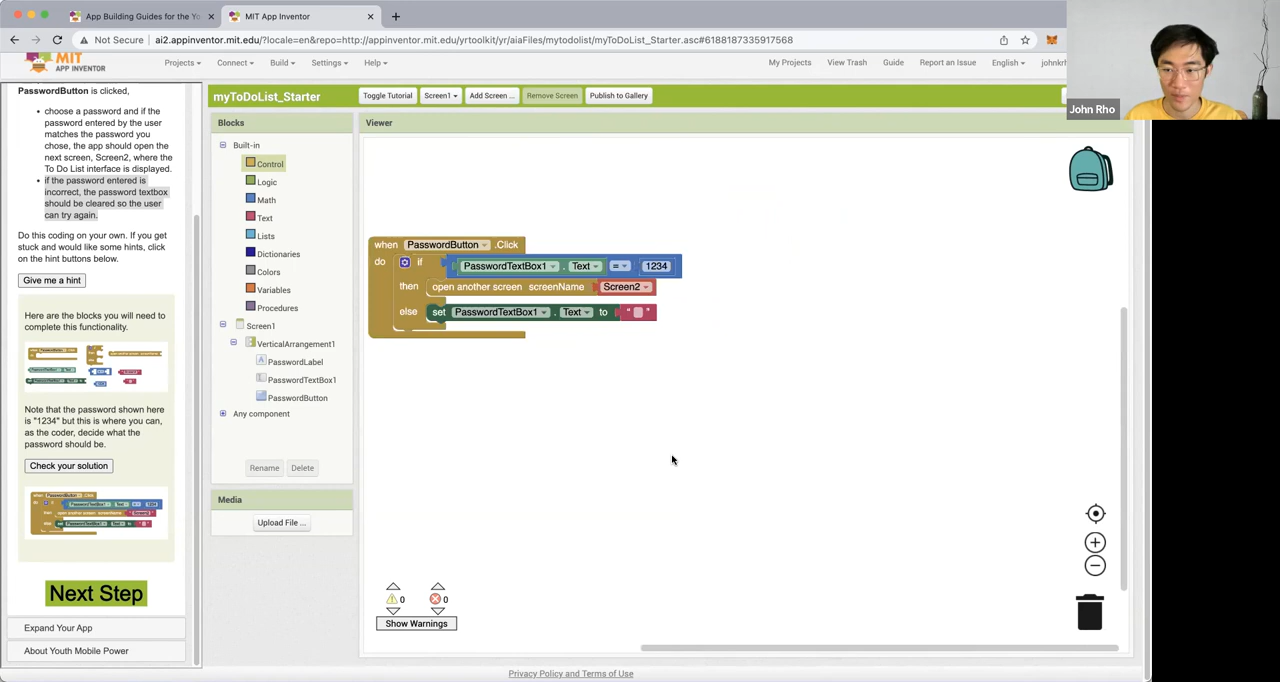 App Building Guides for the Yo
MIT App Inventor
Not Secure
ai2.appinventor.mit.edu/?locale=en&repo=http://appinventor.mit.edu/yrtoolkit/yr/aiaFiles/mytodolist/myToDoList_Starter.asc#6188187335917568
MIT
APP INVENTOR
Projects
Connect
Build
Settings
Help
My Projects
View Trash
Guide
Report an Issue
English
johnkrh
John Rho
PasswordButton is clicked,
• choose a password and if the
password entered by the user
matches the password you
chose, the app should open the
next screen, Screen2, where the
To Do List interface is displayed.
• if the password entered is
incorrect, the password textbox
should be cleared so the user
can try again.
Do this coding on your own. If you get
stuck and would like some hints, click
on the hint buttons below.
Give me a hint
Here are the blocks you will need to
complete this functionality.
Note that the password shown here
is "1234" but this is where you can,
as the coder, decide what the
password should be.
Check your solution
Next Step
Expand Your App
About Youth Mobile Power
myToDoList_Starter
Toggle Tutorial
Screen1
Add Screen ...
Remove Screen
Publish to Gallery
Blocks
Built-in
Control
Logic
Math
Text
Lists
Dictionaries
Colors
Variables
Procedures
Screen1
VerticalArrangement1
PasswordLabel
PasswordTextBox1
PasswordButton
Any component
Rename
Delete
Media
Upload File ...
Viewer
when PasswordButton .Click
do if PasswordTextBox1 . Text = 1234
then open another screen screenName Screen2
else set PasswordTextBox1 . Text to " "
0
0
Show Warnings
Privacy Policy and Terms of Use